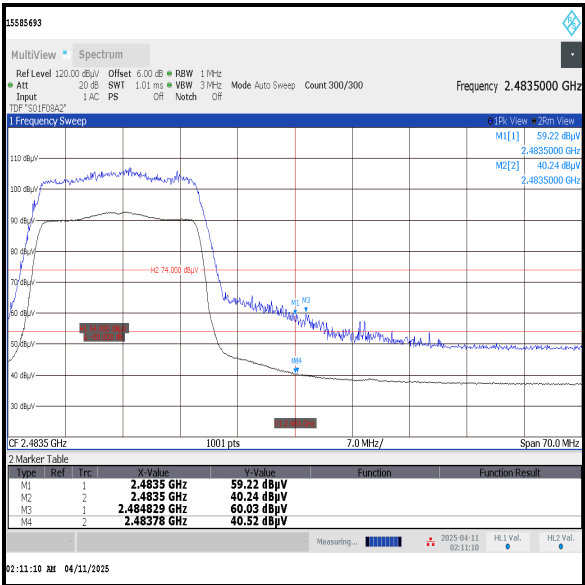 15585693
MultiView Spectrum
Ref Level 120.00 dBµV Offset 6.00 dB RBW 1 MHz
Att 20 dB SWT 1.01 ms VBW 3 MHz Mode Auto Sweep Count 300/300 Frequency 2.4835000 GHz
Input 1 AC PS Off Notch Off
TDF "S01F08A2"
1 Frequency Sweep 1Pk View 2Rm View
M1[1] 59.22 dBµV
2.4835000 GHz
M2[2] 40.24 dBµV
2.4835000 GHz
110 dBµV
100 dBµV
90 dBµV
80 dBµV
H2 74.000 dBµV
70 dBµV
M1 M3
60 dBµV
50 dBµV
M4
40 dBµV
30 dBµV
CF 2.4835 GHz 1001 pts 7.0 MHz/ Span 70.0 MHz
2 Marker Table
Type Ref Trc X-Value Y-Value Function Function Result
M1 1 2.4835 GHz 59.22 dBµV
M2 2 2.4835 GHz 40.24 dBµV
M3 1 2.484829 GHz 60.03 dBµV
M4 2 2.48378 GHz 40.52 dBµV
Measuring... 2025-04-11 02:11:10 HL1 Val. 0 HL2 Val. 0
02:11:10 AM 04/11/2025